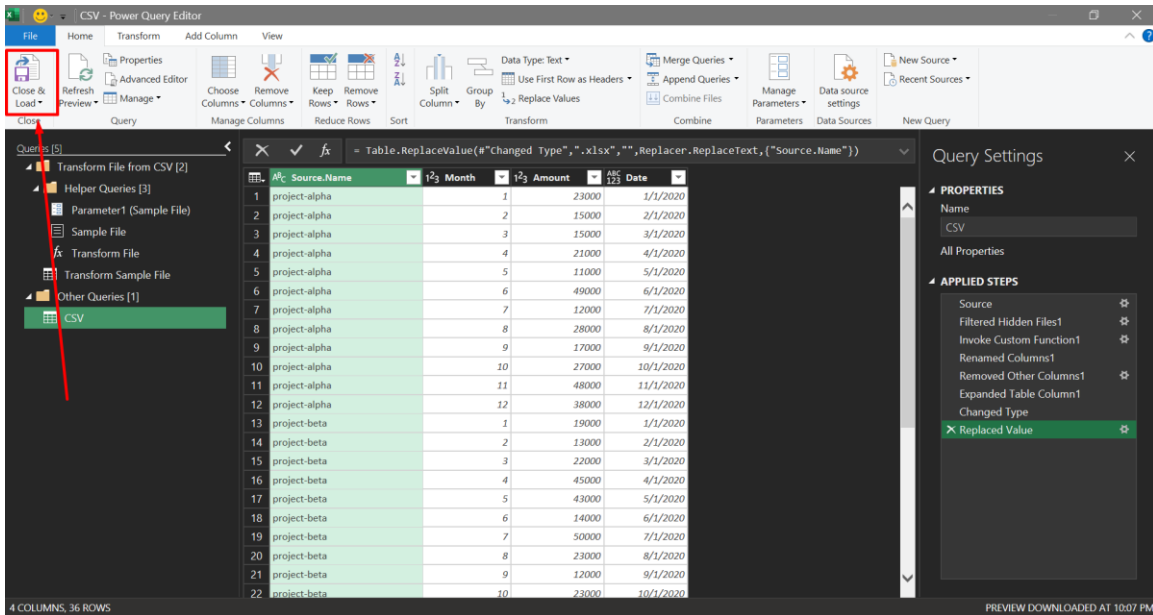 CSV - Power Query Editor
File Home Transform Add Column View
Close & Load
Refresh Preview
Properties
Advanced Editor
Manage
Choose Columns
Remove Columns
Keep Rows
Remove Rows
Split Column
Group By
Data Type: Text
Use First Row as Headers
Replace Values
Merge Queries
Append Queries
Combine Files
Manage Parameters
Data source settings
New Source
Recent Sources
Close Query Manage Columns Reduce Rows Sort Transform Combine Parameters Data Sources New Query
Queries [5]
Transform File from CSV [2]
Helper Queries [3]
Parameter1 (Sample File)
Sample File
fx Transform File
Transform Sample File
Other Queries [1]
CSV
fx = Table.ReplaceValue(#"Changed Type",".xlsx","",Replacer.ReplaceText,{"Source.Name"})
ABC Source.Name 123 Month 123 Amount ABC 123 Date
1 project-alpha 1 23000 1/1/2020
2 project-alpha 2 15000 2/1/2020
3 project-alpha 3 15000 3/1/2020
4 project-alpha 4 21000 4/1/2020
5 project-alpha 5 11000 5/1/2020
6 project-alpha 6 49000 6/1/2020
7 project-alpha 7 12000 7/1/2020
8 project-alpha 8 28000 8/1/2020
9 project-alpha 9 17000 9/1/2020
10 project-alpha 10 27000 10/1/2020
11 project-alpha 11 48000 11/1/2020
12 project-alpha 12 38000 12/1/2020
13 project-beta 1 19000 1/1/2020
14 project-beta 2 13000 2/1/2020
15 project-beta 3 22000 3/1/2020
16 project-beta 4 45000 4/1/2020
17 project-beta 5 43000 5/1/2020
18 project-beta 6 14000 6/1/2020
19 project-beta 7 50000 7/1/2020
20 project-beta 8 23000 8/1/2020
21 project-beta 9 12000 9/1/2020
22 project-beta 10 23000 10/1/2020
Query Settings
PROPERTIES
Name
CSV
All Properties
APPLIED STEPS
Source
Filtered Hidden Files1
Invoke Custom Function1
Renamed Columns1
Removed Other Columns1
Expanded Table Column1
Changed Type
Replaced Value
4 COLUMNS, 36 ROWS
PREVIEW DOWNLOADED AT 10:07 PM